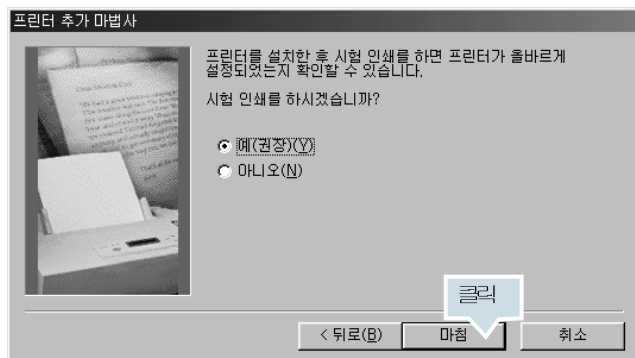 프린터 추가 마법사
프린터를 설치한 후 시험 인쇄를 하면 프린터가 올바르게
설정되었는지 확인할 수 있습니다.
시험 인쇄를 하시겠습니까?
예(권장)(Y)
아니오(N)
클릭
< 뒤로(B)
마침
취소